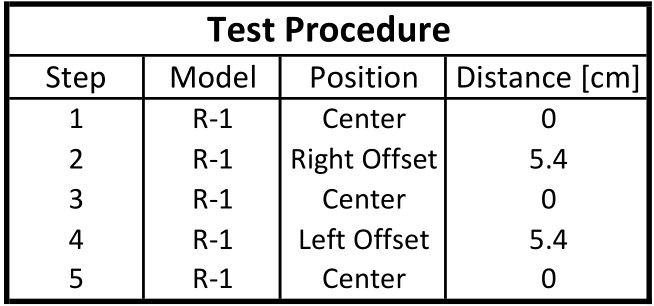 Test Procedure
Step Model Position Distance [cm]
1 R-1 Center 0
2 R-1 Right Offset 5.4
3 R-1 Center 0
4 R-1 Left Offset 5.4
5 R-1 Center 0